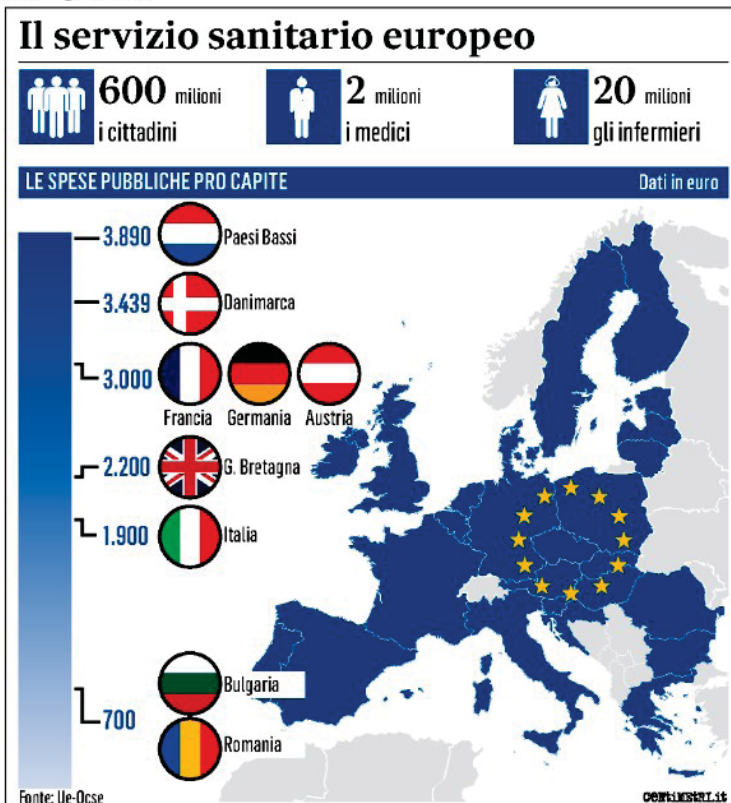 Il servizio sanitario europeo
600 milioni
i cittadini
2 milioni
i medici
20 milioni
gli infermieri
LE SPESE PUBBLICHE PRO CAPITE
Dati in euro
3.890 Paesi Bassi
3.439 Danimarca
3.000
Francia Germania Austria
2.200 G. Bretagna
1.900 Italia
Bulgaria
700
Romania
Fonte: Ue-Ocse
CENTIMETRI.it